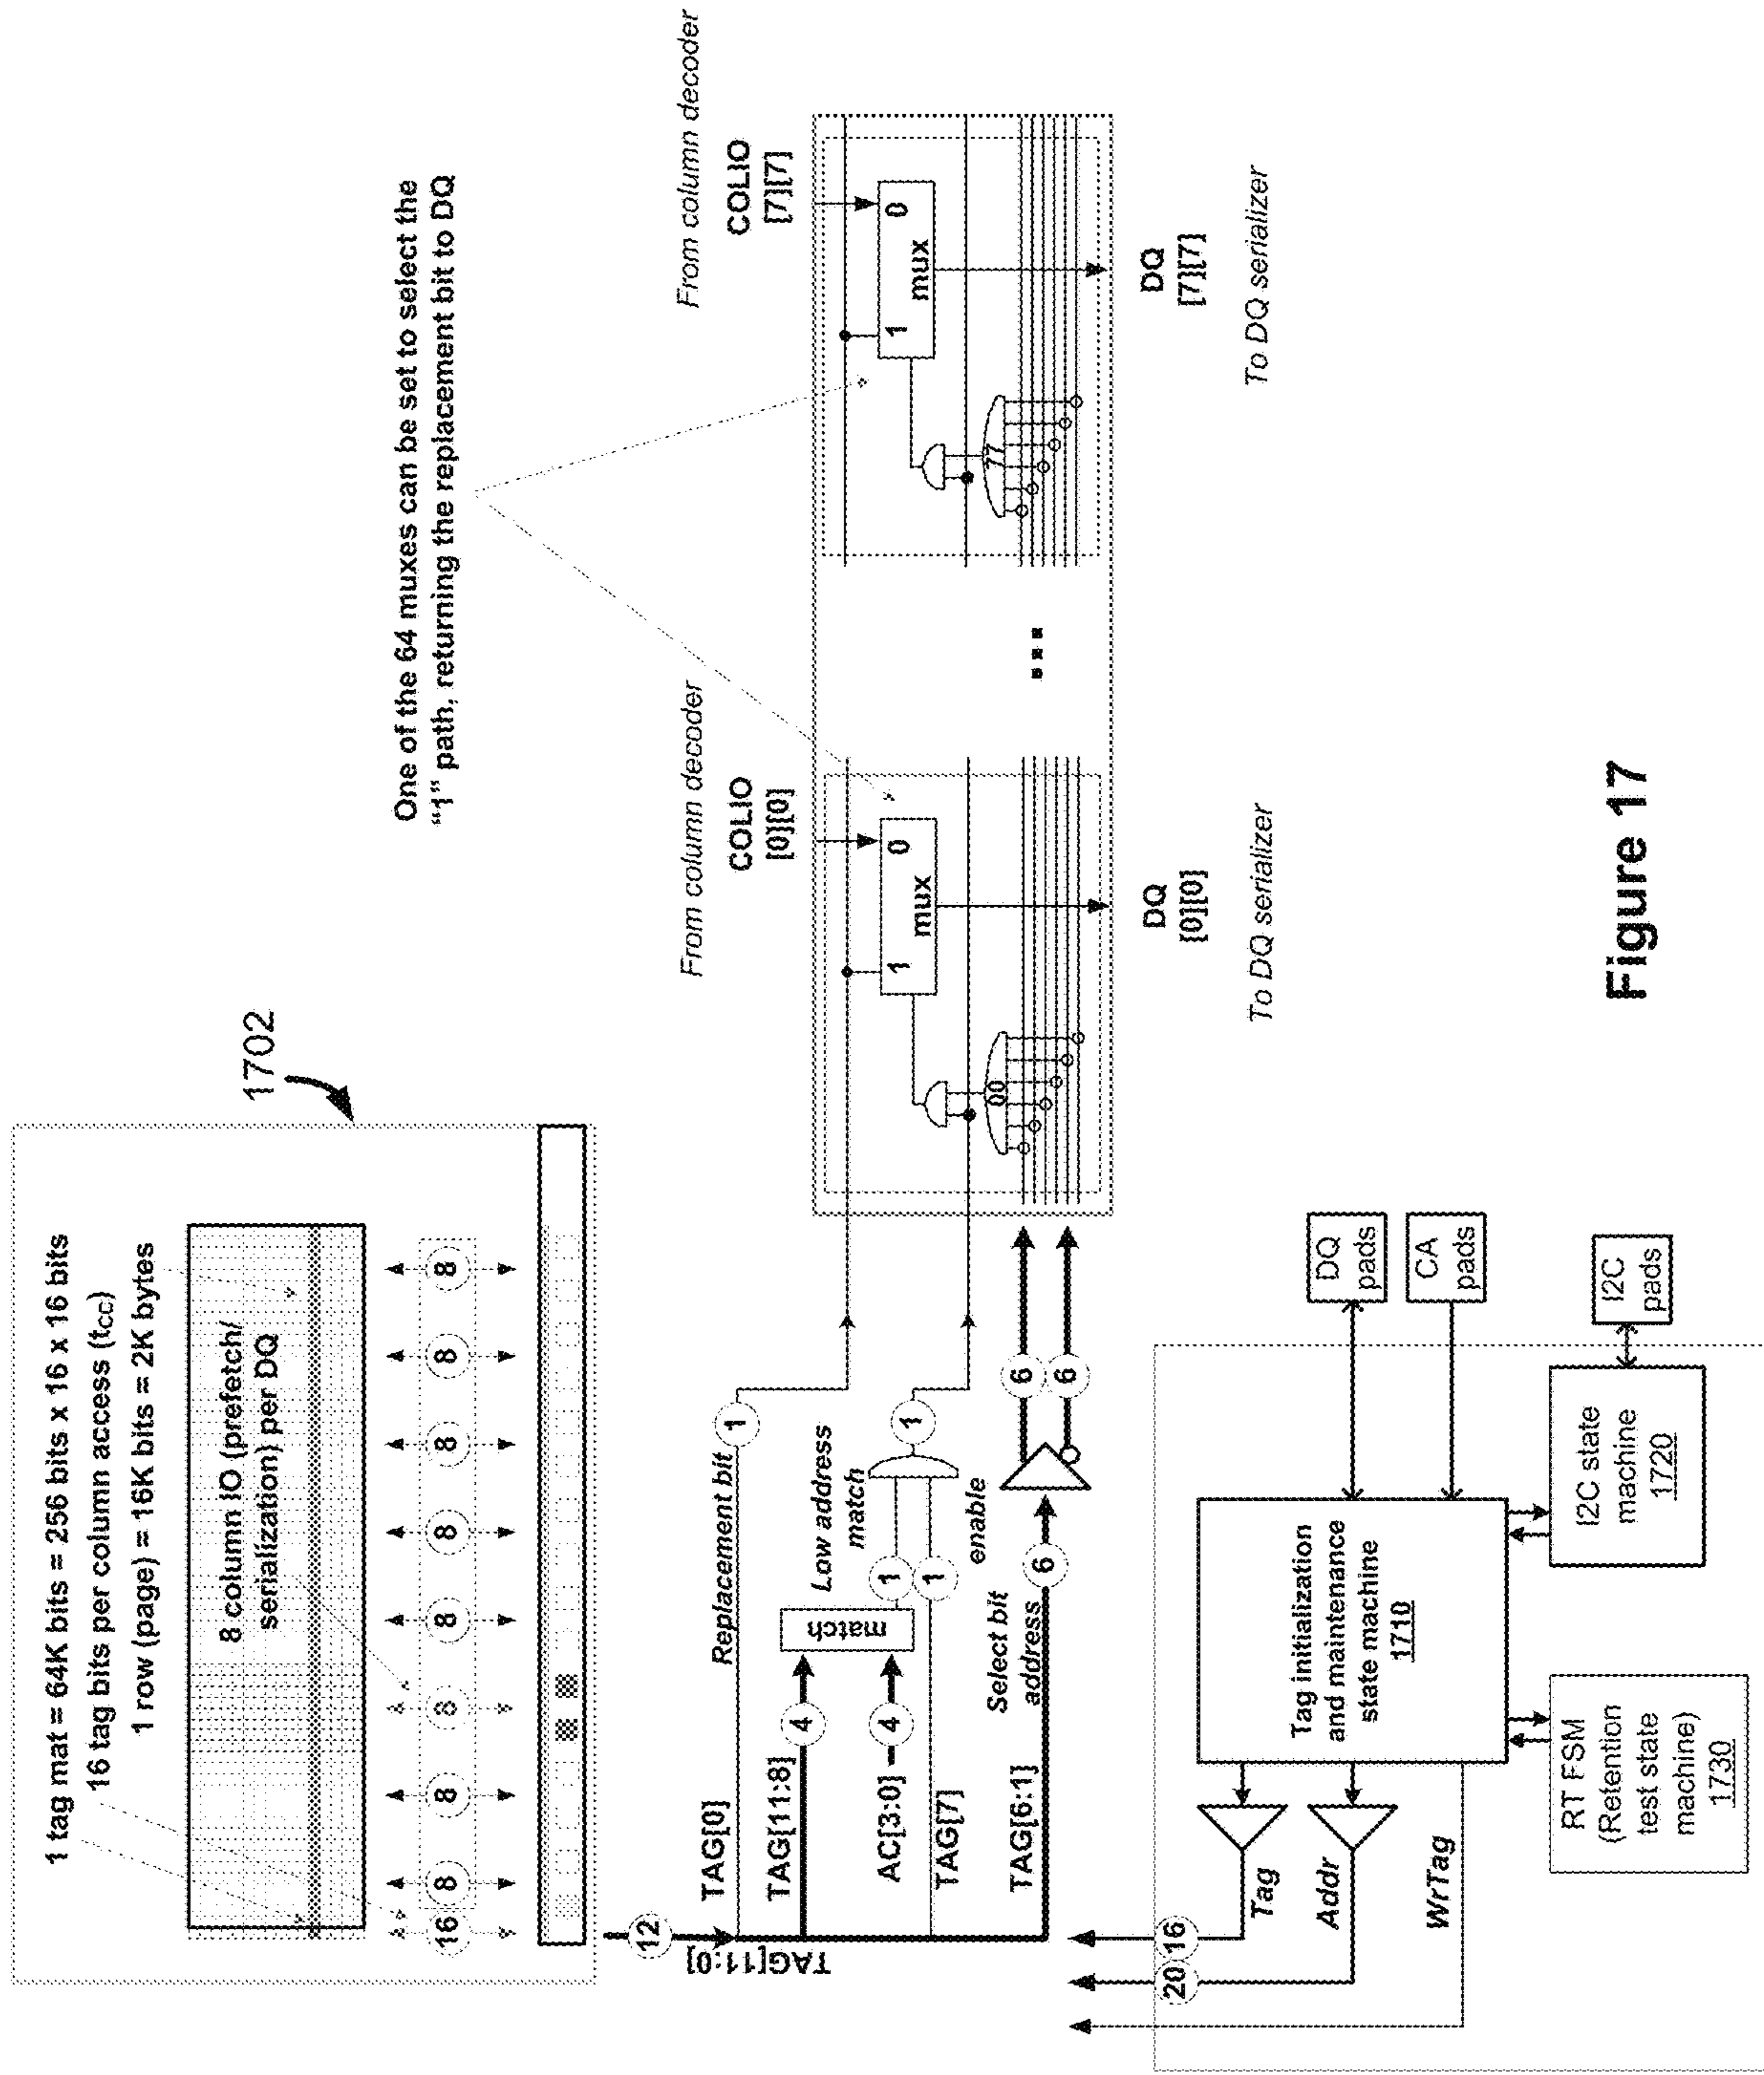 1 tag mat = 64K bits = 256 bits x 16 x 16 bits
16 tag bits per column access (tCC)
1 row (page) = 16K bits = 2K bytes
8 column IO (prefetch/
serialization) per DQ
1702
16
8
8
8
8
8
8
8
8
12
TAG[11:0]
One of the 64 muxes can be set to select the
“1” path, returning the replacement bit to DQ
TAG[0]
Replacement bit
1
TAG[11:8]
4
AC[3:0]
4
match
Low address
match
1
TAG[7]
1
enable
1
TAG[6:1]
Select bit
address
6
6
6
From column decoder
COLIO
[0][0]
1
0
mux
00
DQ
[0][0]
To DQ serializer
From column decoder
COLIO
[7][7]
1
0
mux
77
DQ
[7][7]
To DQ serializer
16
20
Tag
Addr
WrTag
Tag initialization
and maintenance
state machine
1710
DQ
pads
CA
pads
RT FSM
(Retention
test state
machine)
1730
I2C state
machine
1720
I2C
pads
Figure 17